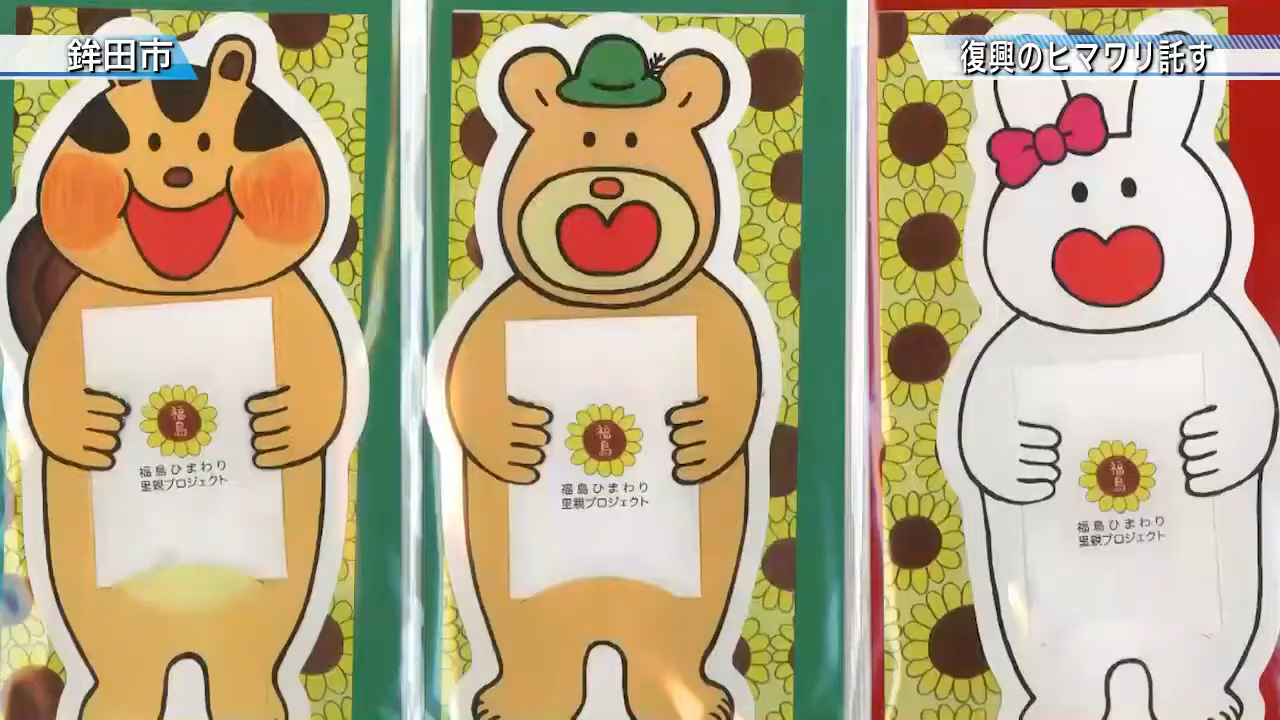 鉾田市
復興のヒマワリ託す
福島
福島ひまわり
里親プロジェクト
福島
福島ひまわり
里親プロジェクト
福島
福島ひまわり
里親プロジェクト